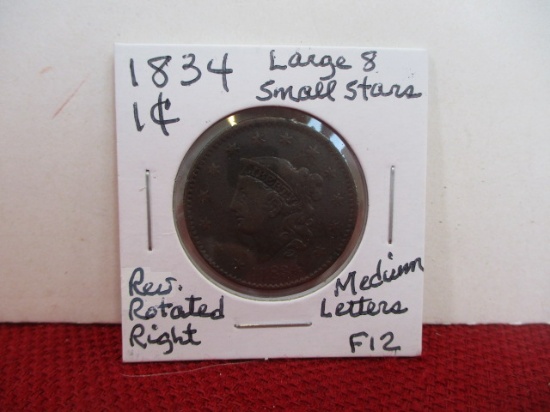 1834
1¢
Large 8
Small Stars
Rev.
Rotated
Right
Medium
Letters
F12